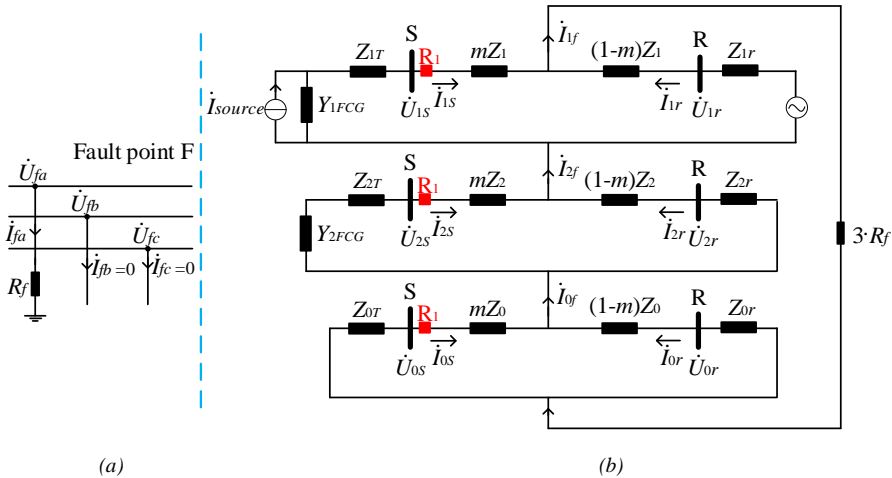 Fault point F
U̇fa
U̇fb
U̇fc
İfa
İfb=0
İfc=0
Rf
(a)
İ1f
Z1T
S
R1
mZ1
(1-m)Z1
R
Z1r
İsource
Y1FCG
U̇1S
İ1S
İ1r
U̇1r
3·Rf
İ2f
Z2T
S
R1
mZ2
(1-m)Z2
R
Z2r
Y2FCG
U̇2S
İ2S
İ2r
U̇2r
İ0f
Z0T
S
R1
mZ0
(1-m)Z0
R
Z0r
U̇0S
İ0S
İ0r
U̇0r
(b)